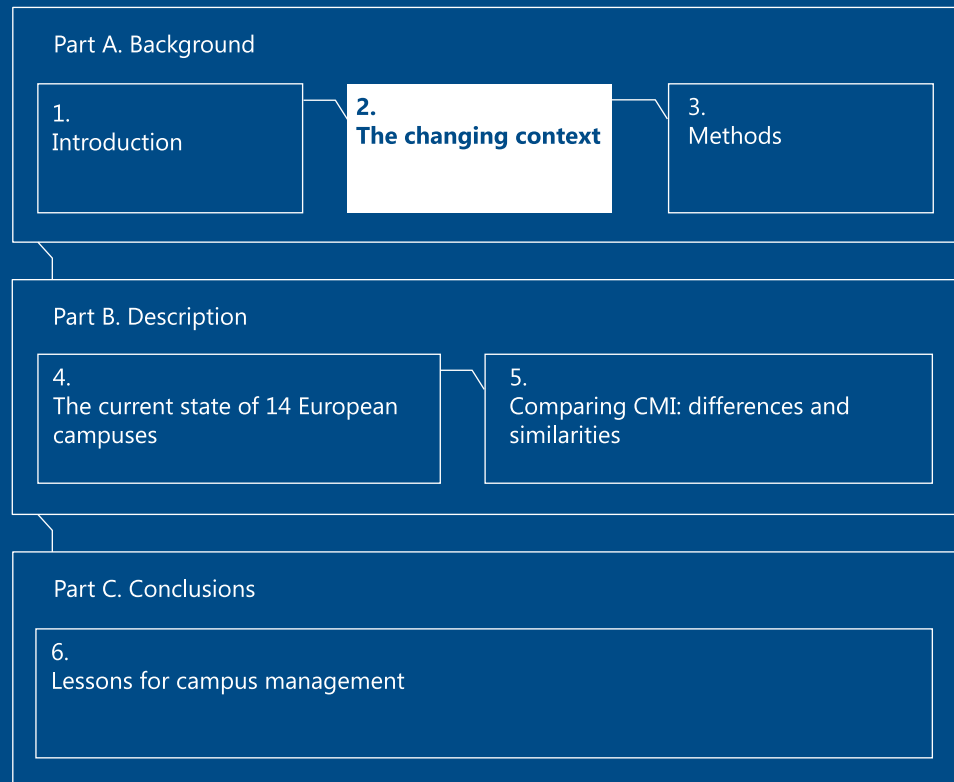 Part A. Background
1.
Introduction
2.
The changing context
3.
Methods
Part B. Description
4.
The current state of 14 European
campuses
5.
Comparing CMI: differences and
similarities
Part C. Conclusions
6.
Lessons for campus management